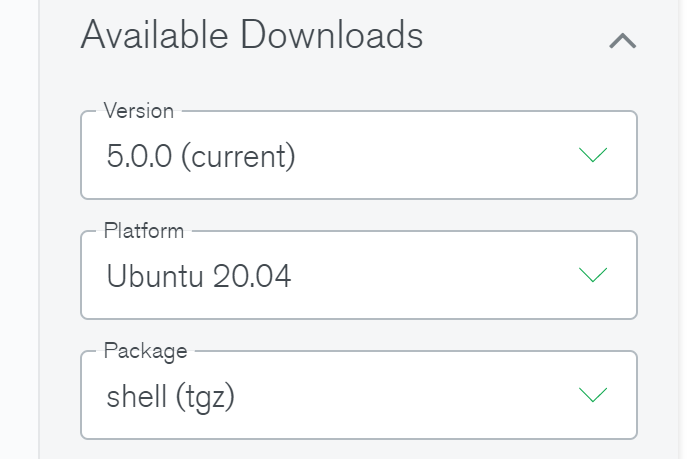 Available Downloads
Version
5.0.0 (current)
Platform
Ubuntu 20.04
Package
shell (tgz)